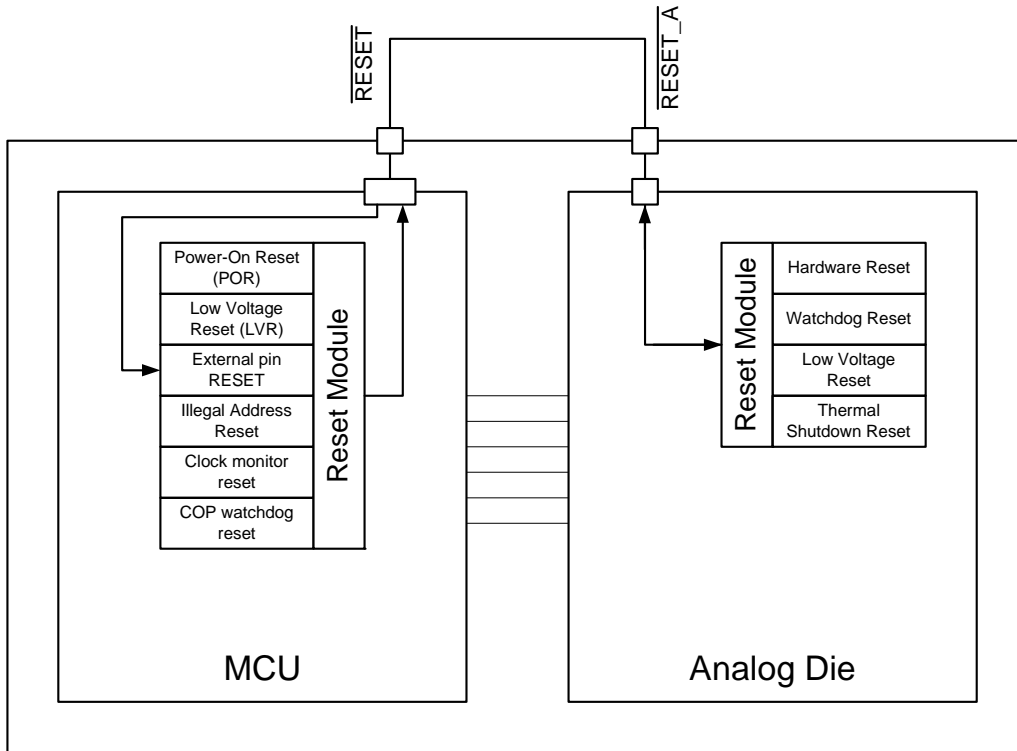 RESET
RESET_A
Power-On Reset
(POR)
Low Voltage
Reset (LVR)
External pin
RESET
Illegal Address
Reset
Clock monitor
reset
COP watchdog
reset
Reset Module
Reset Module
Hardware Reset
Watchdog Reset
Low Voltage
Reset
Thermal
Shutdown Reset
MCU
Analog Die